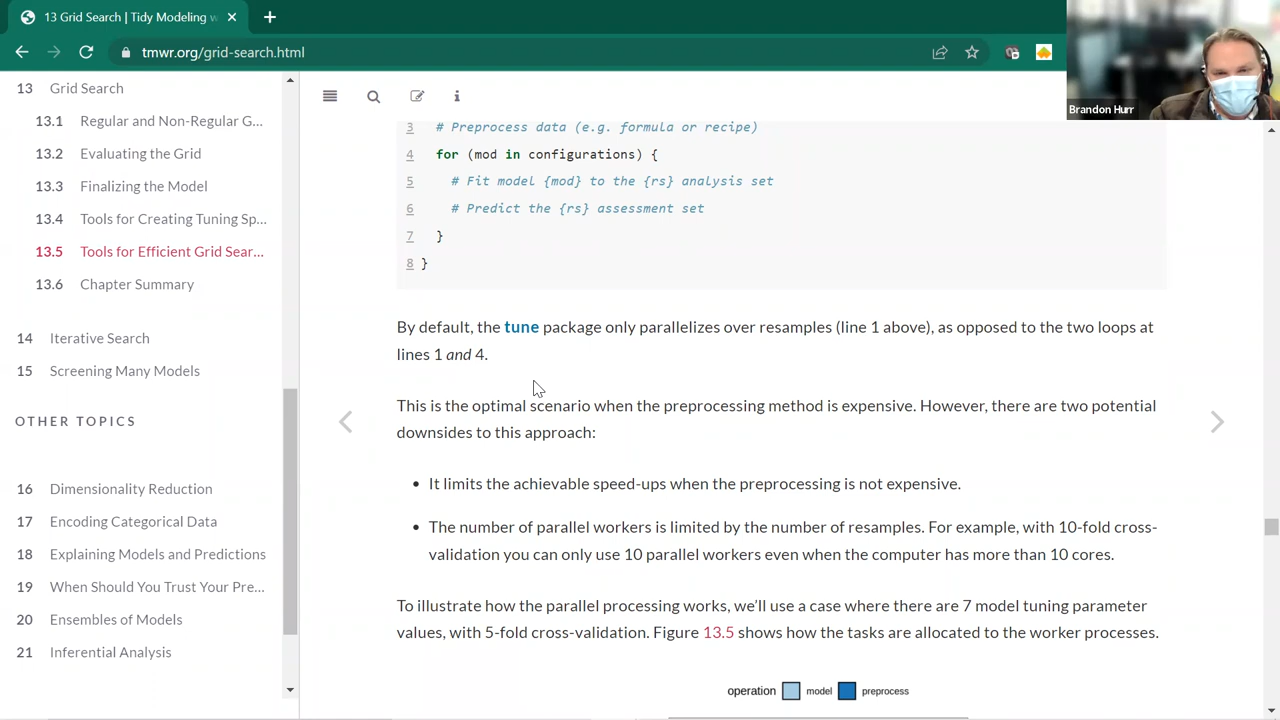 13 Grid Search | Tidy Modeling w
tmwr.org/grid-search.html
Brandon Hurr
13 Grid Search
13.1 Regular and Non-Regular G...
13.2 Evaluating the Grid
13.3 Finalizing the Model
13.4 Tools for Creating Tuning Sp...
13.5 Tools for Efficient Grid Sear...
13.6 Chapter Summary
14 Iterative Search
15 Screening Many Models
OTHER TOPICS
16 Dimensionality Reduction
17 Encoding Categorical Data
18 Explaining Models and Predictions
19 When Should You Trust Your Pre...
20 Ensembles of Models
21 Inferential Analysis
3 # Preprocess data (e.g. formula or recipe)
4 for (mod in configurations) {
5 # Fit model {mod} to the {rs} analysis set
6 # Predict the {rs} assessment set
7 }
8 }
By default, the tune package only parallelizes over resamples (line 1 above), as opposed to the two loops at
lines 1 and 4.
This is the optimal scenario when the preprocessing method is expensive. However, there are two potential
downsides to this approach:
• It limits the achievable speed-ups when the preprocessing is not expensive.
• The number of parallel workers is limited by the number of resamples. For example, with 10-fold cross-
validation you can only use 10 parallel workers even when the computer has more than 10 cores.
To illustrate how the parallel processing works, we'll use a case where there are 7 model tuning parameter
values, with 5-fold cross-validation. Figure 13.5 shows how the tasks are allocated to the worker processes.
operation model preprocess